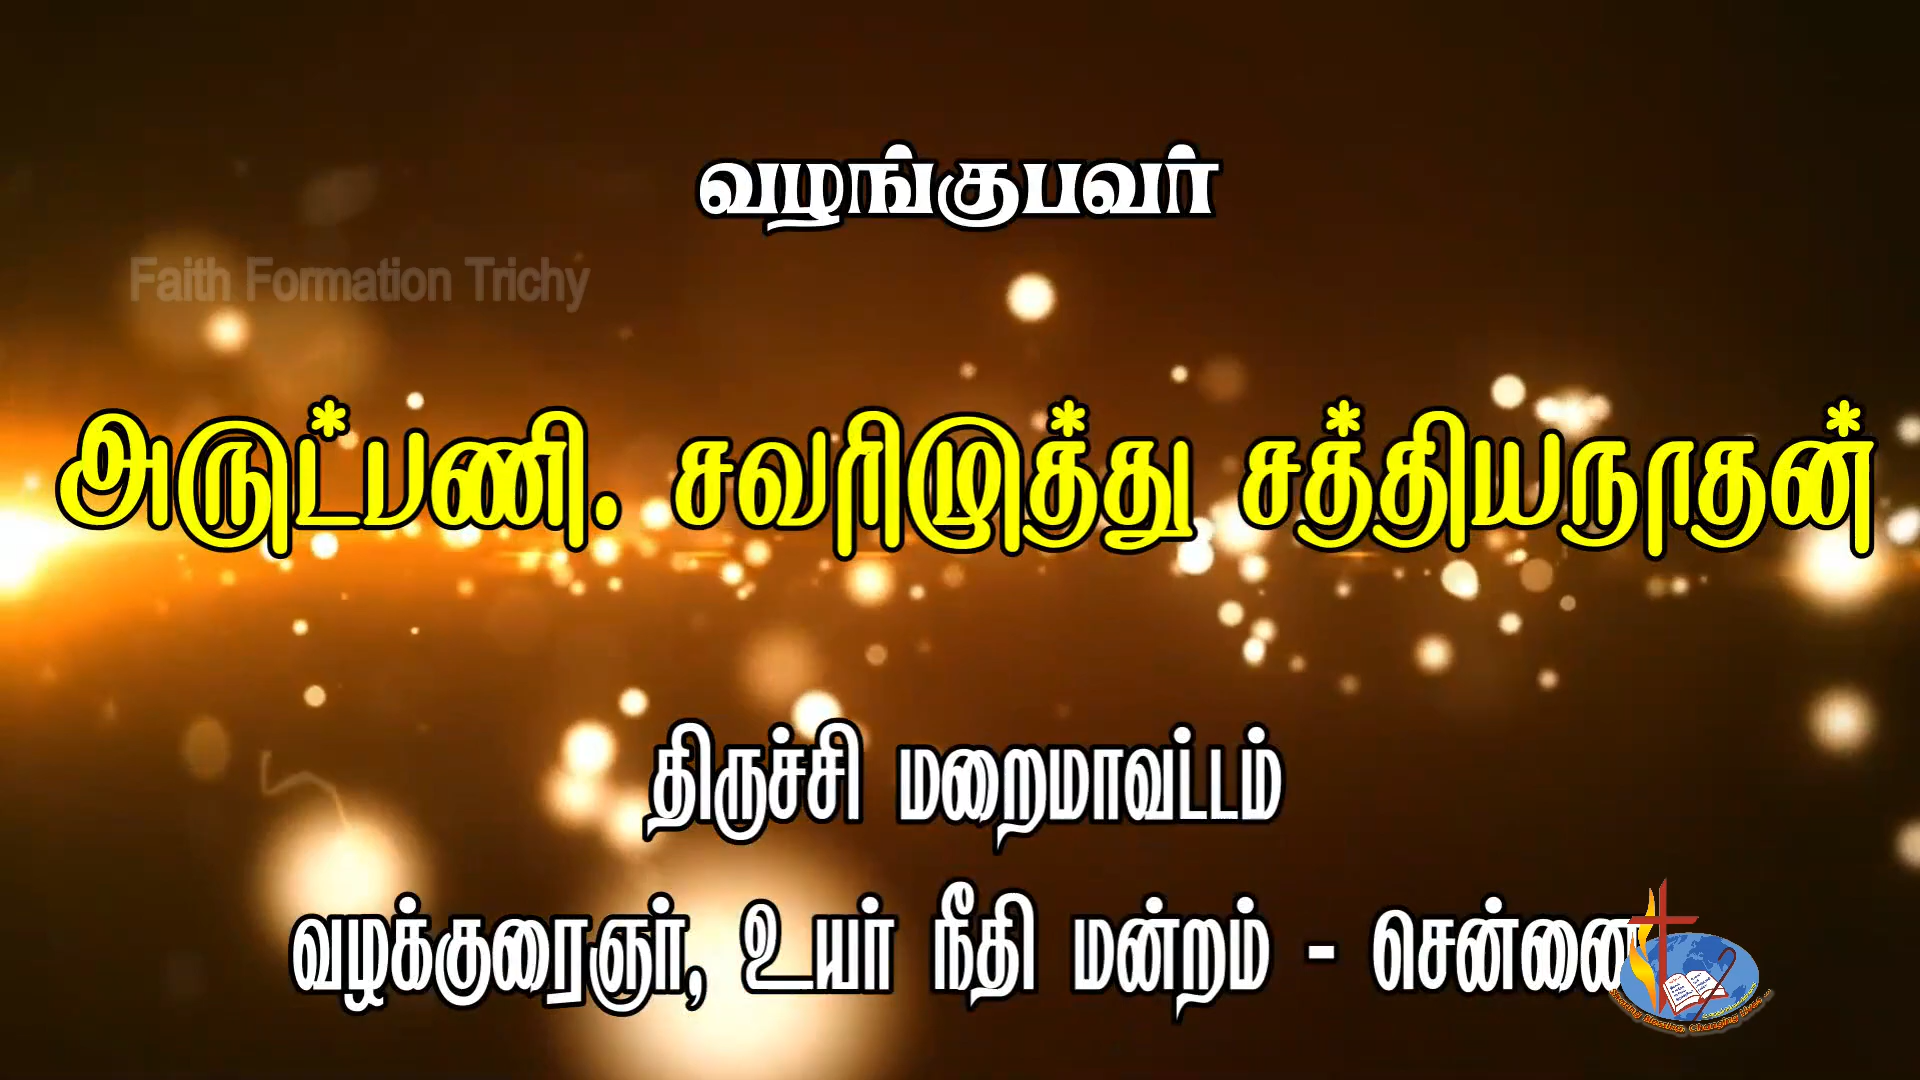 வழங்குபவர்
Faith Formation Trichy
அருட்பணி. சவரிமுத்து சத்தியநாதன்
திருச்சி மறைமாவட்டம்
வழக்குரைஞர், உயர் நீதி மன்றம் - சென்னை